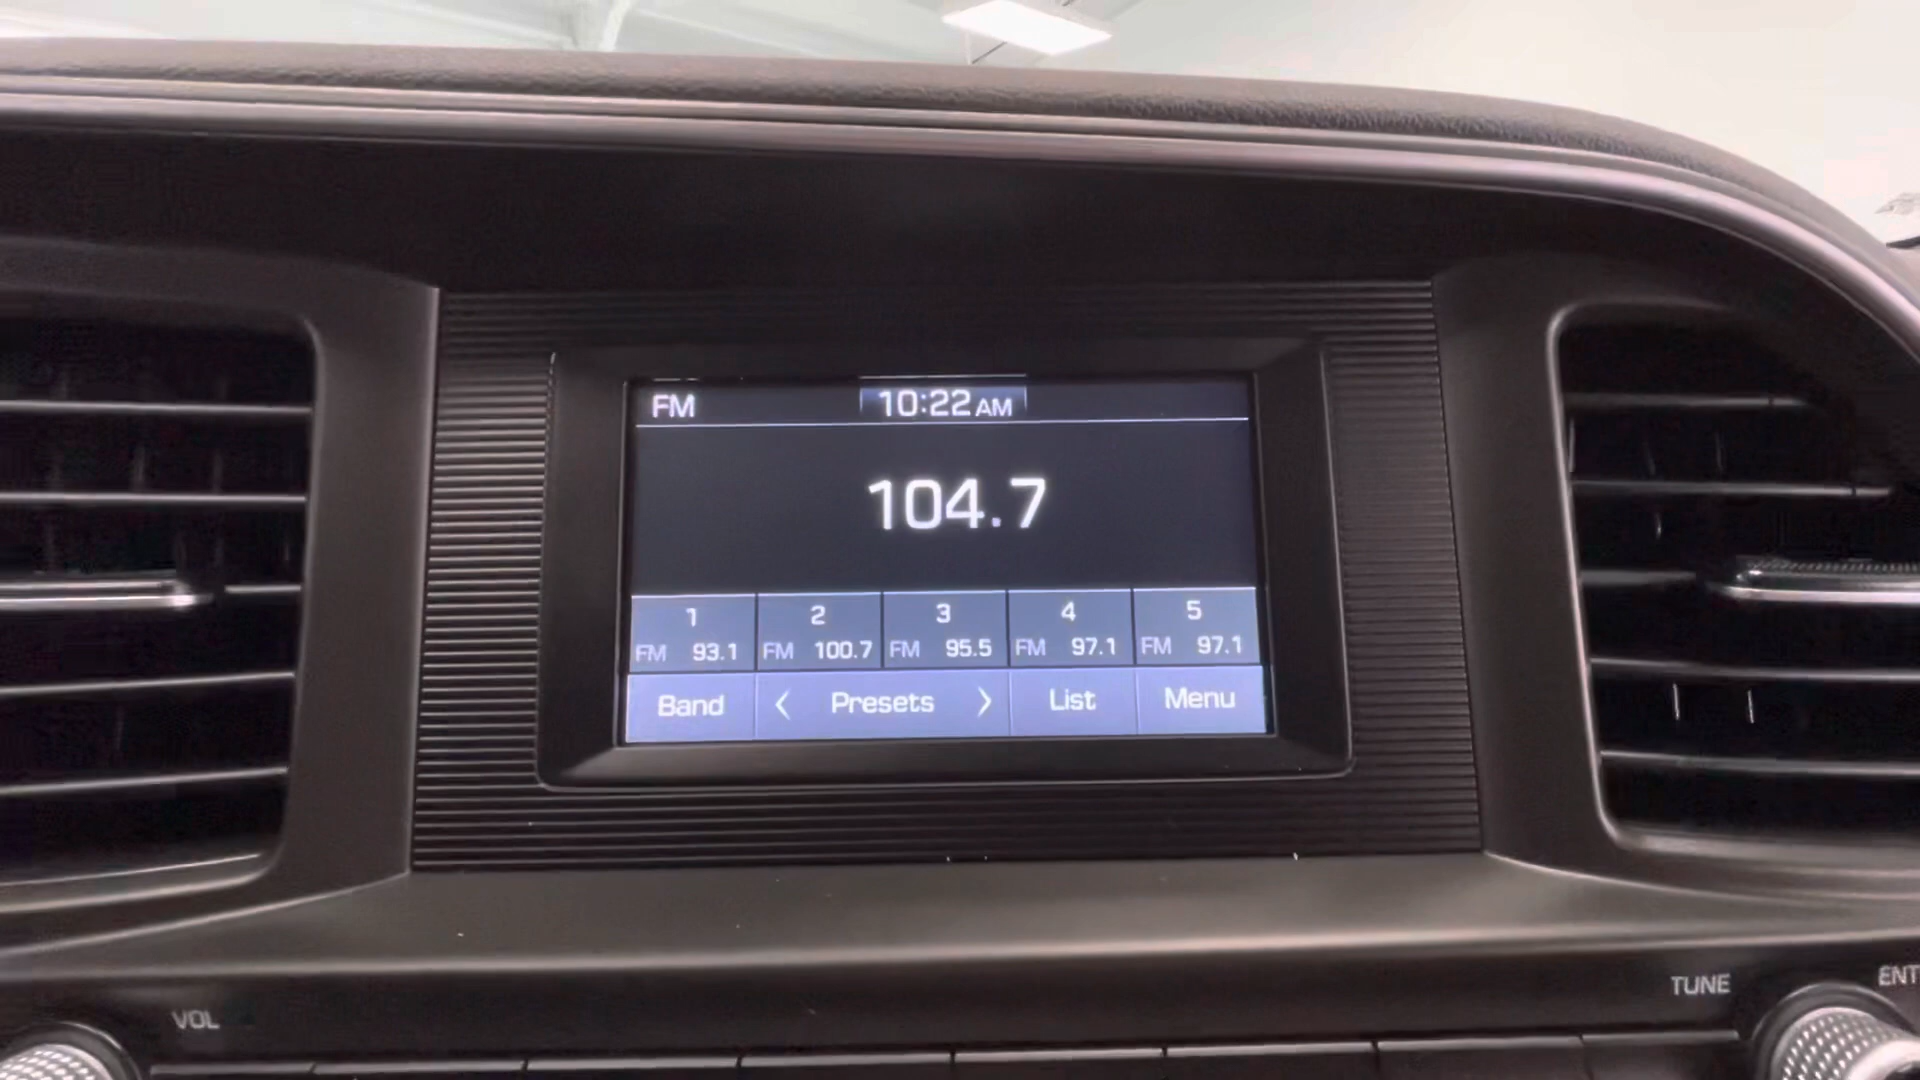 FM 10:22 AM
104.7
1 2 3 4 5
FM 93.1 FM 100.7 FM 95.5 FM 97.1 FM 97.1
Band < Presets > List Menu
TUNE ENT
VOL